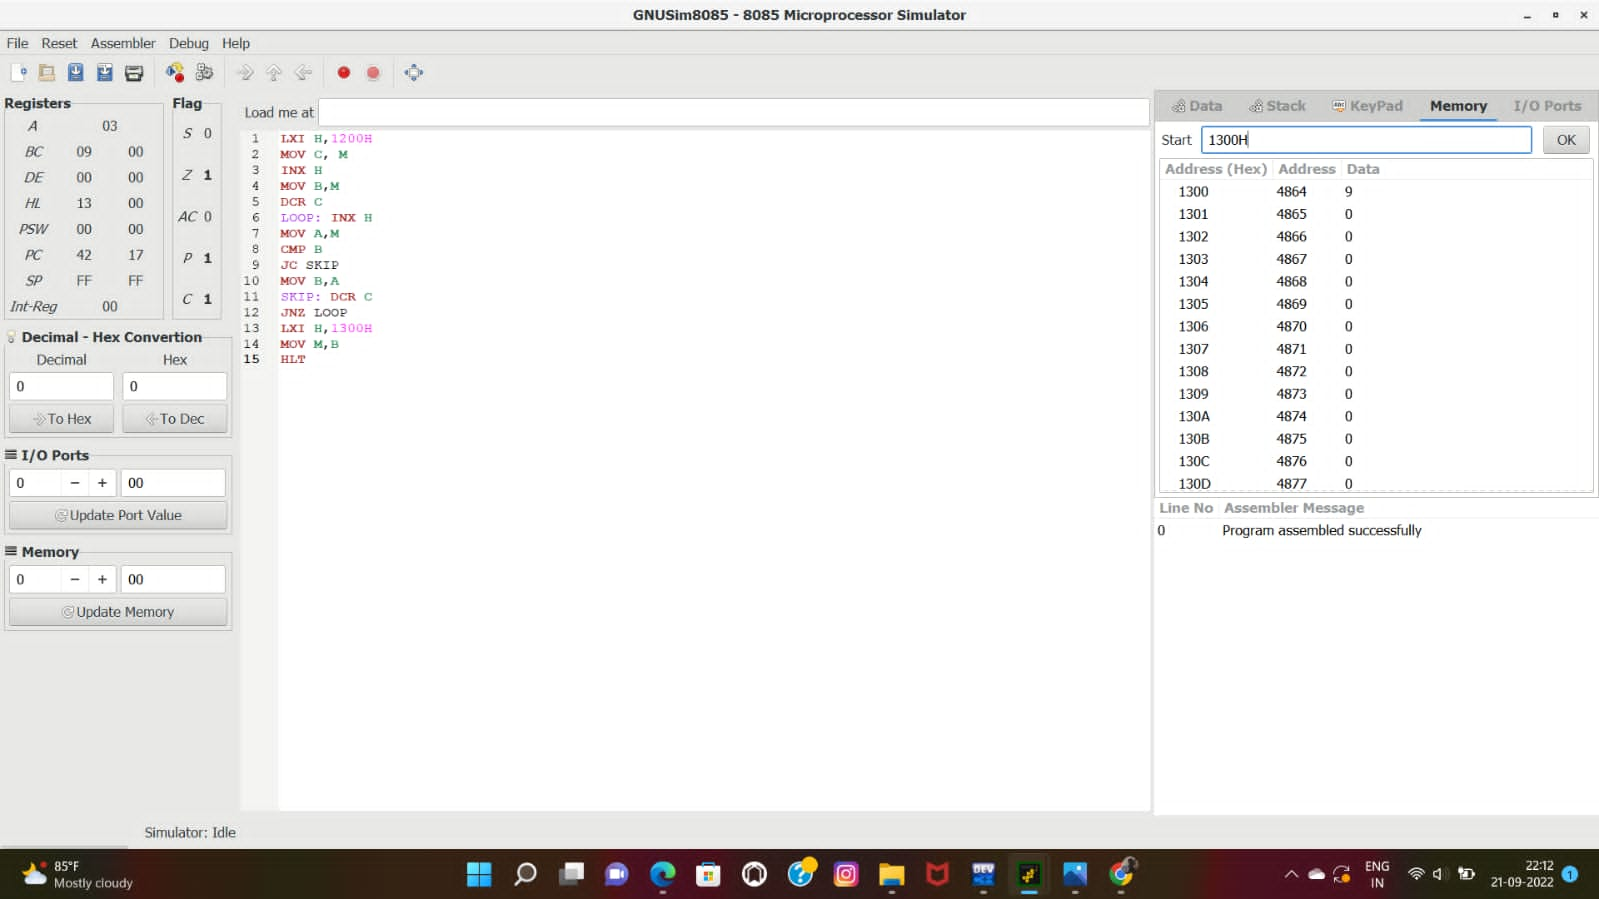 GNUSim8085 - 8085 Microprocessor Simulator
File Reset Assembler Debug Help
Registers
A 03
BC 09 00
DE 00 00
HL 13 00
PSW 00 00
PC 42 17
SP FF FF
Int-Reg 00
Flag
S 0
Z 1
AC 0
P 1
C 1
Decimal - Hex Convertion
Decimal Hex
0 0
To Hex To Dec
I/O Ports
0 - + 00
Update Port Value
Memory
0 - + 00
Update Memory
Load me at
1 LXI H,1200H
2 MOV C, M
3 INX H
4 MOV B,M
5 DCR C
6 LOOP: INX H
7 MOV A,M
8 CMP B
9 JC SKIP
10 MOV B,A
11 SKIP: DCR C
12 JNZ LOOP
13 LXI H,1300H
14 MOV M,B
15 HLT
Data Stack KeyPad Memory I/O Ports
Start 1300H OK
Address (Hex) Address Data
1300 4864 9
1301 4865 0
1302 4866 0
1303 4867 0
1304 4868 0
1305 4869 0
1306 4870 0
1307 4871 0
1308 4872 0
1309 4873 0
130A 4874 0
130B 4875 0
130C 4876 0
130D 4877 0
Line No Assembler Message
0 Program assembled successfully
Simulator: Idle
85°F
Mostly cloudy
DEV
ENG
IN
22:12
21-09-2022
1